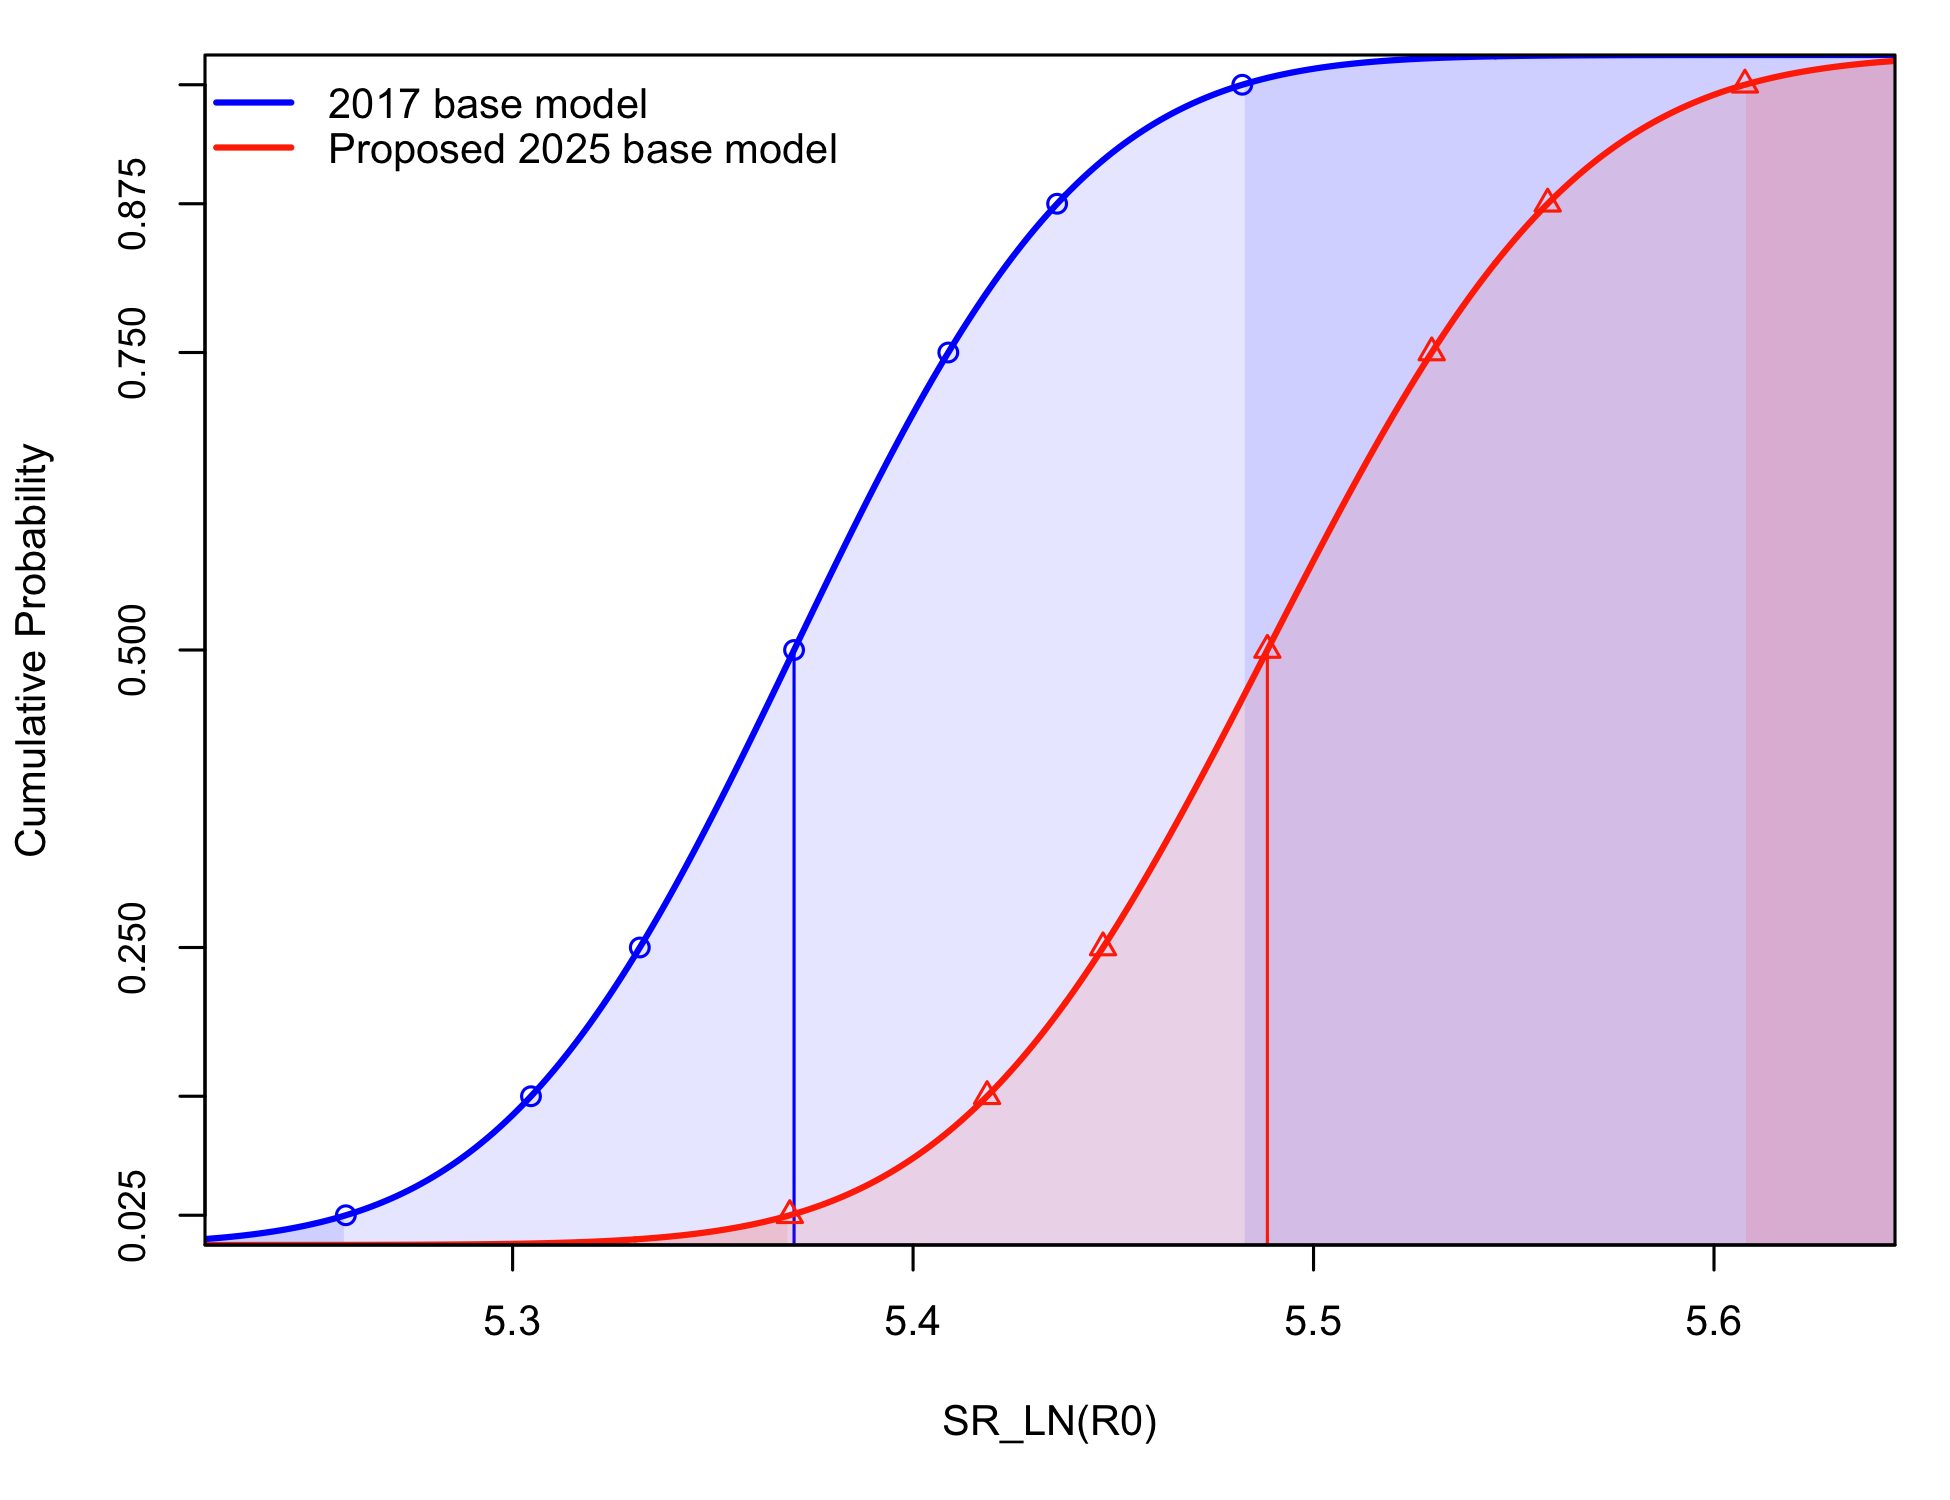 2017 base model
Proposed 2025 base model
Cumulative Probability
0.875
0.750
0.500
0.250
0.025
5.3 5.4 5.5 5.6
SR_LN(R0)